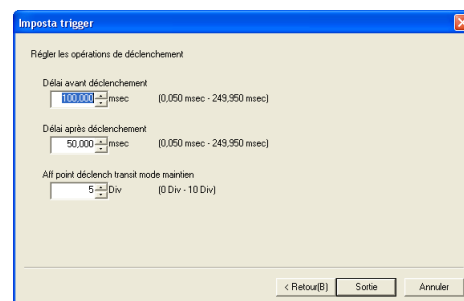 Imposta trigger
Régler les opérations de déclenchement
Délai avant déclenchement
100,000 msec (0,050 msec - 249,950 msec)
Délai après déclenchement
50,000 msec (0,050 msec - 249,950 msec)
Aff point déclench transit mode maintien
5 Div (0 Div - 10 Div)
< Retour(B) Sortie Annuler